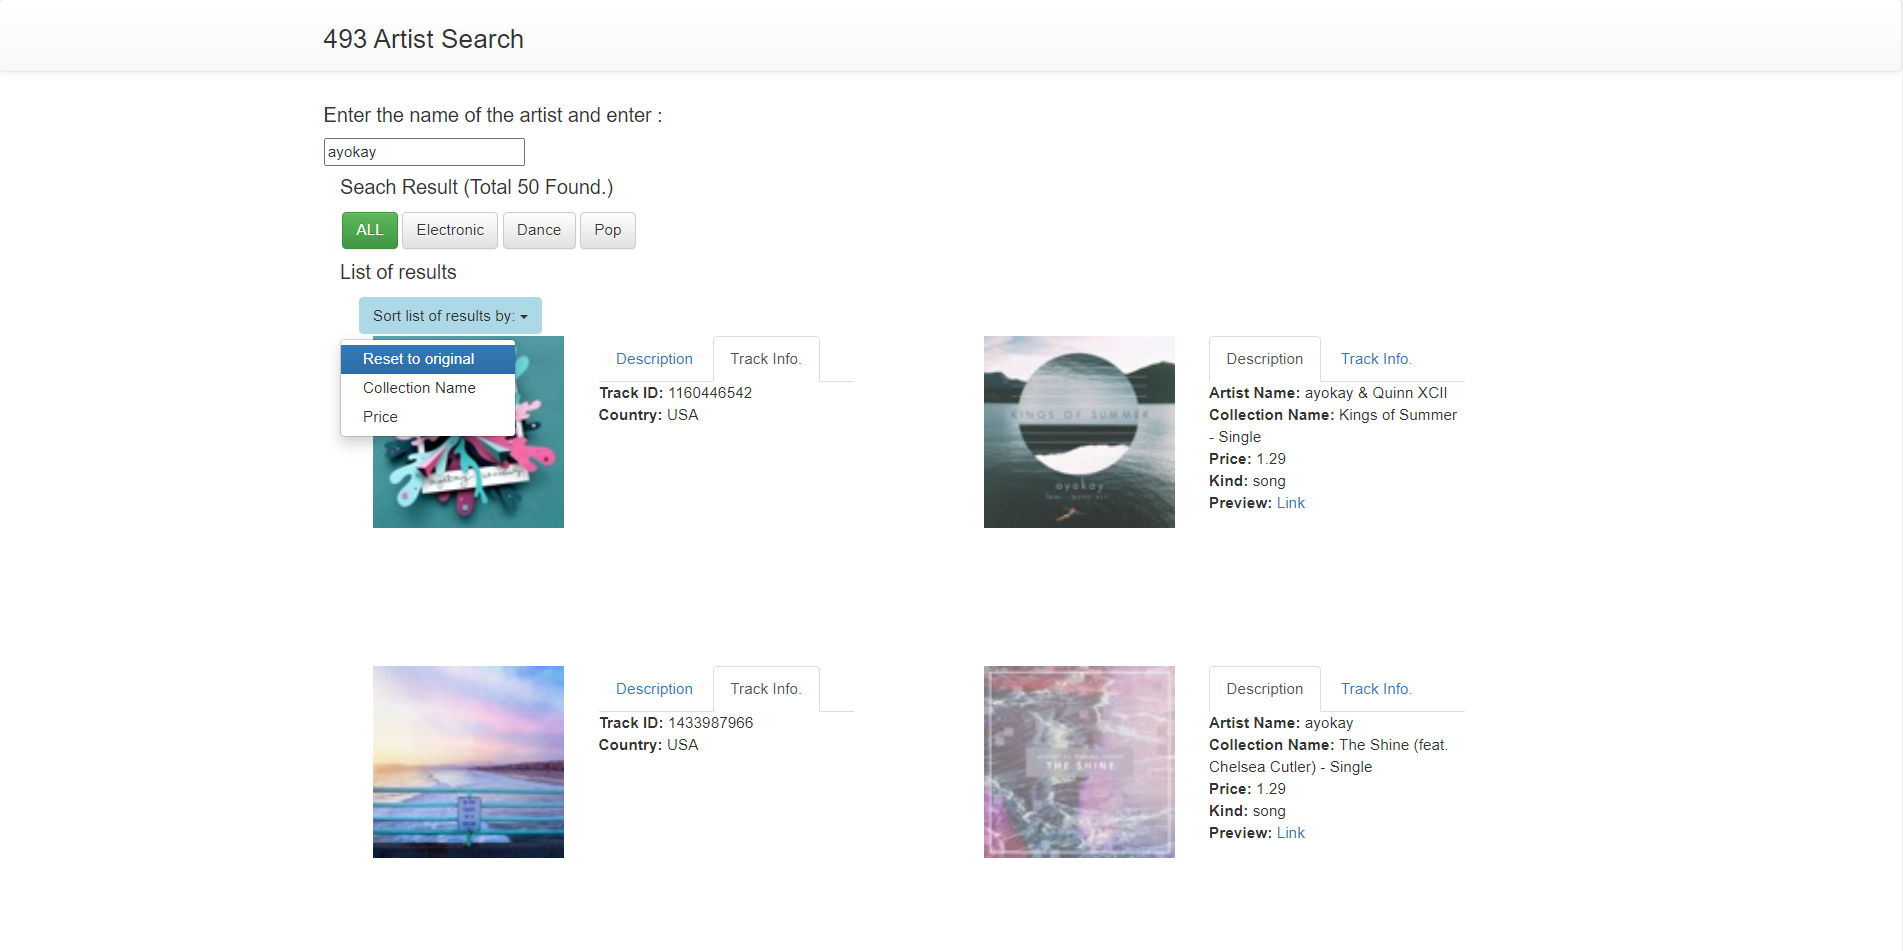 493 Artist Search
Enter the name of the artist and enter :
ayokay
Seach Result (Total 50 Found.)
ALL
Electronic
Dance
Pop
List of results
Sort list of results by:
Reset to original
Collection Name
Price
Description
Track Info.
Track ID: 1160446542
Country: USA
KINGS OF SUMMER
ayokay
Description
Track Info.
Artist Name: ayokay & Quinn XCII
Collection Name: Kings of Summer
- Single
Price: 1.29
Kind: song
Preview: Link
Description
Track Info.
Track ID: 1433987966
Country: USA
THE SHINE
Description
Track Info.
Artist Name: ayokay
Collection Name: The Shine (feat.
Chelsea Cutler) - Single
Price: 1.29
Kind: song
Preview: Link